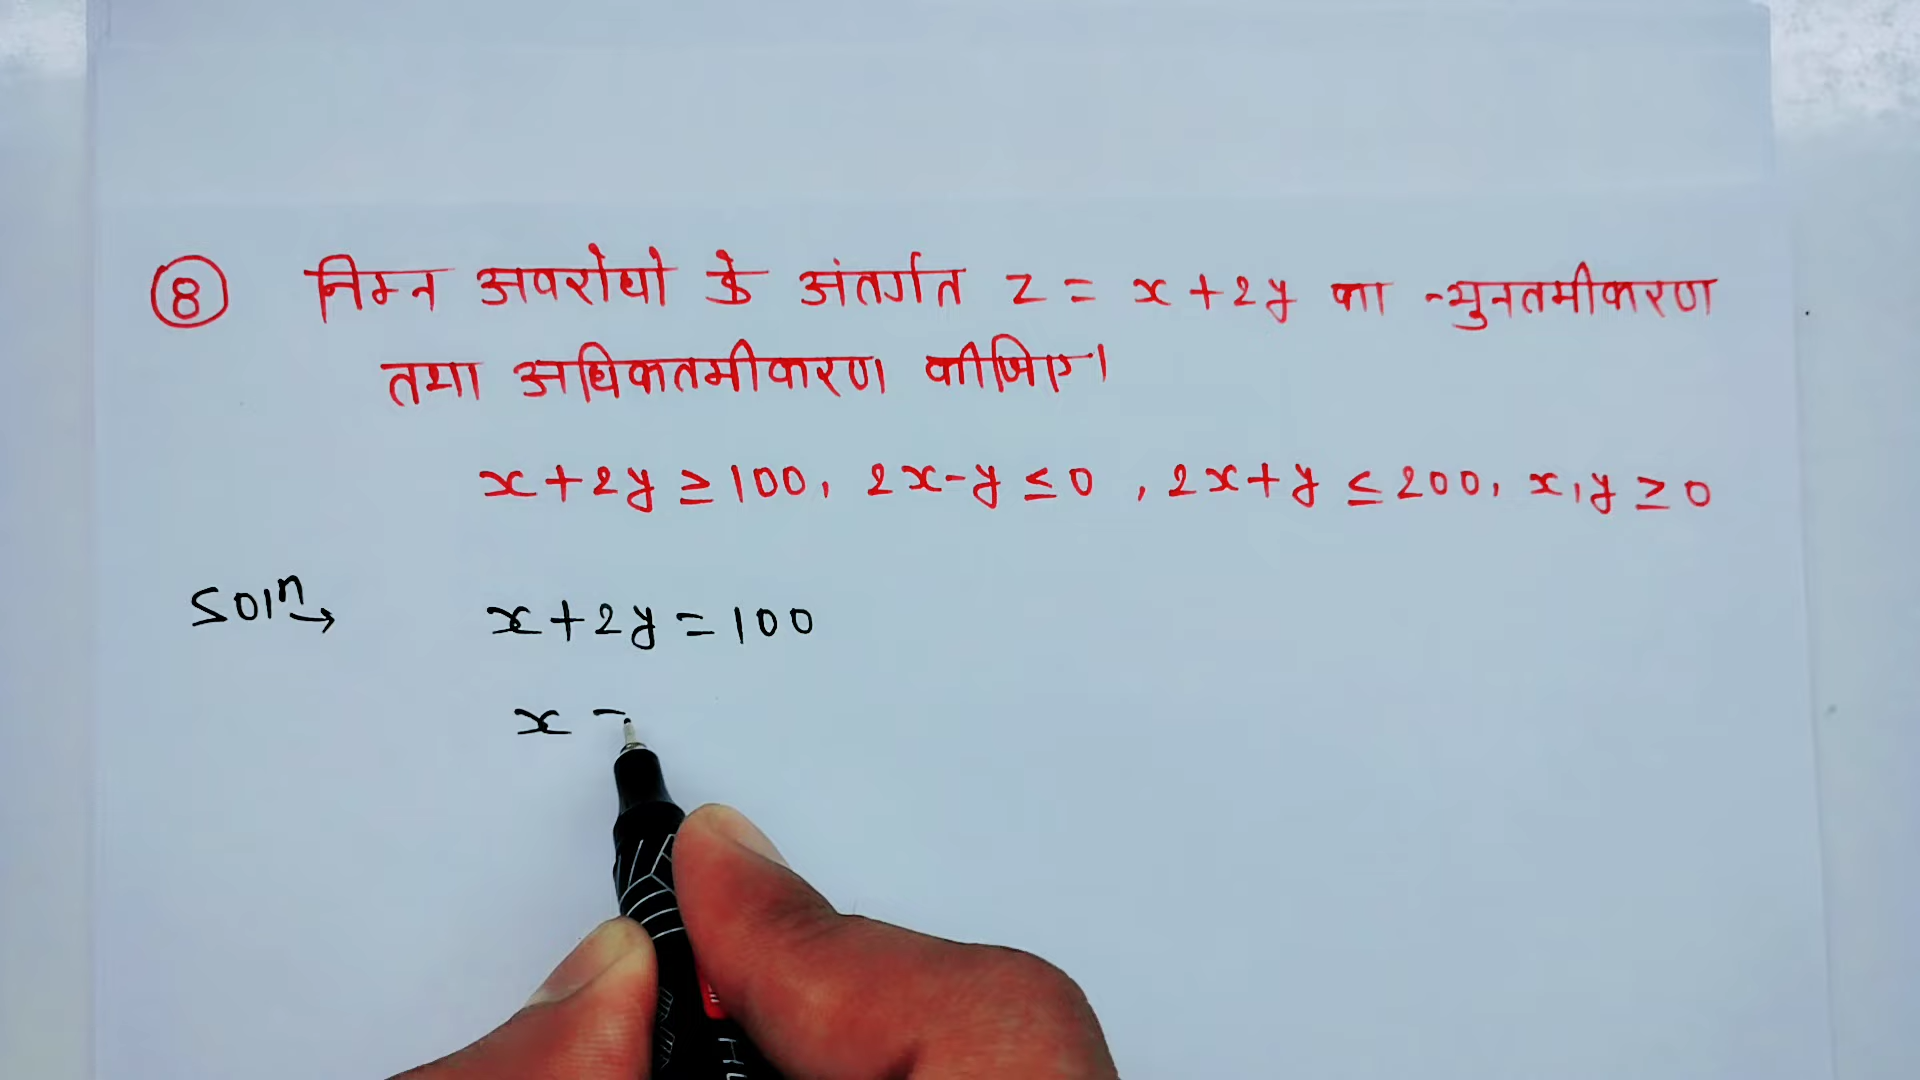 ⑧ निम्न अवरोधो के अंतर्गत z = x + 2y का न्युनतमीकरण
तथा अधिकतमीकरण कीजिए।
x + 2y ≥ 100, 2x - y ≤ 0, 2x + y ≤ 200, x, y ≥ 0
Solⁿ→ x + 2y = 100
x =